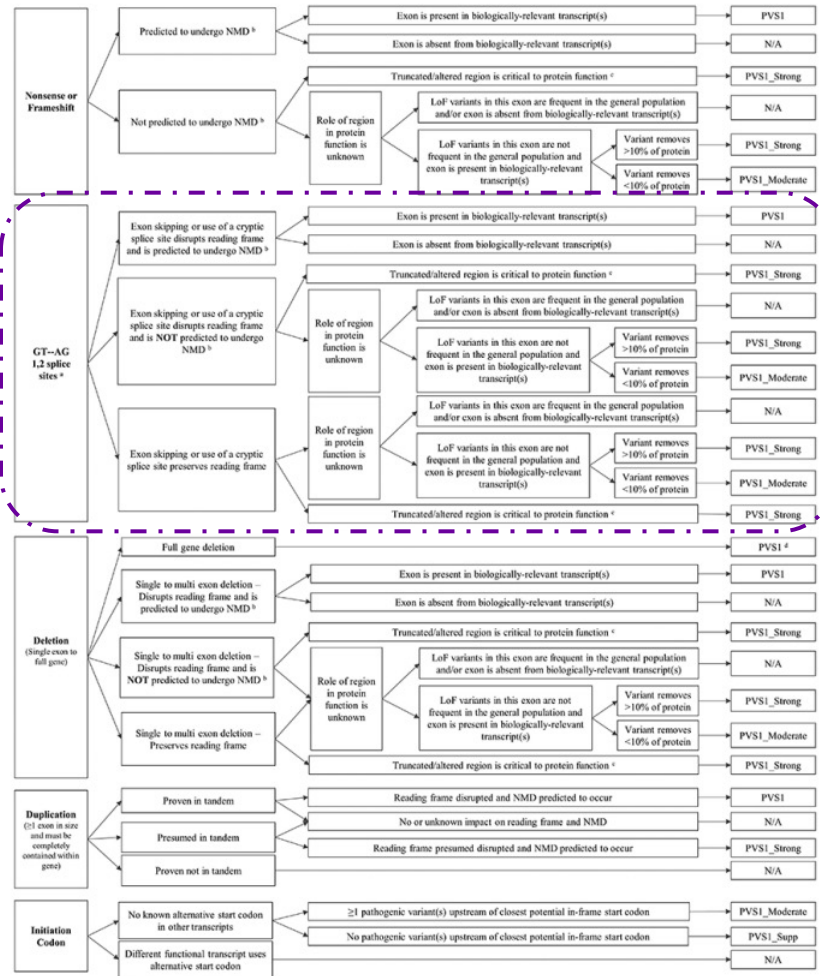 Nonsense or
Frameshift
Predicted to undergo NMD b
Exon is present in biologically-relevant transcript(s)
PVS1
Exon is absent from biologically-relevant transcript(s)
N/A
Not predicted to undergo NMD b
Truncated/altered region is critical to protein function c
PVS1_Strong
Role of region
in protein
function is
unknown
LoF variants in this exon are frequent in the general population
and/or exon is absent from biologically-relevant transcript(s)
N/A
LoF variants in this exon are not
frequent in the general population and
exon is present in biologically-relevant
transcript(s)
Variant removes
>10% of protein
PVS1_Strong
Variant removes
<10% of protein
PVS1_Moderate
GT--AG
1,2 splice
sites a
Exon skipping or use of a cryptic
splice site disrupts reading frame
and is predicted to undergo NMD b
Exon is present in biologically-relevant transcript(s)
PVS1
Exon is absent from biologically-relevant transcript(s)
N/A
Exon skipping or use of a cryptic
splice site disrupts reading frame
and is NOT predicted to undergo
NMD b
Truncated/altered region is critical to protein function c
PVS1_Strong
Role of region
in protein
function is
unknown
LoF variants in this exon are frequent in the general population
and/or exon is absent from biologically-relevant transcript(s)
N/A
LoF variants in this exon are not
frequent in the general population and
exon is present in biologically-relevant
transcript(s)
Variant removes
>10% of protein
PVS1_Strong
Variant removes
<10% of protein
PVS1_Moderate
Exon skipping or use of a cryptic
splice site preserves reading frame
Role of region
in protein
function is
unknown
LoF variants in this exon are frequent in the general population
and/or exon is absent from biologically-relevant transcript(s)
N/A
LoF variants in this exon are not
frequent in the general population and
exon is present in biologically-relevant
transcript(s)
Variant removes
>10% of protein
PVS1_Strong
Variant removes
<10% of protein
PVS1_Moderate
Truncated/altered region is critical to protein function c
PVS1_Strong
Deletion
(Single exon to
full gene)
Full gene deletion
PVS1 d
Single to multi exon deletion –
Disrupts reading frame and is
predicted to undergo NMD b
Exon is present in biologically-relevant transcript(s)
PVS1
Exon is absent from biologically-relevant transcript(s)
N/A
Single to multi exon deletion –
Disrupts reading frame and is
NOT predicted to undergo NMD b
Truncated/altered region is critical to protein function c
PVS1_Strong
Role of region
in protein
function is
unknown
LoF variants in this exon are frequent in the general population
and/or exon is absent from biologically-relevant transcript(s)
N/A
LoF variants in this exon are not
frequent in the general population and
exon is present in biologically-relevant
transcript(s)
Variant removes
>10% of protein
PVS1_Strong
Variant removes
<10% of protein
PVS1_Moderate
Single to multi exon deletion –
Preserves reading frame
Truncated/altered region is critical to protein function c
PVS1_Strong
Duplication
(≥1 exon in size
and must be
completely
contained within
gene)
Proven in tandem
Reading frame disrupted and NMD predicted to occur
PVS1
Presumed in tandem
No or unknown impact on reading frame and NMD
N/A
Reading frame presumed disrupted and NMD predicted to occur
PVS1_Strong
Proven not in tandem
N/A
Initiation
Codon
No known alternative start codon
in other transcripts
≥1 pathogenic variant(s) upstream of closest potential in-frame start codon
PVS1_Moderate
No pathogenic variant(s) upstream of closest potential in-frame start codon
PVS1_Supp
Different functional transcript uses
alternative start codon
N/A